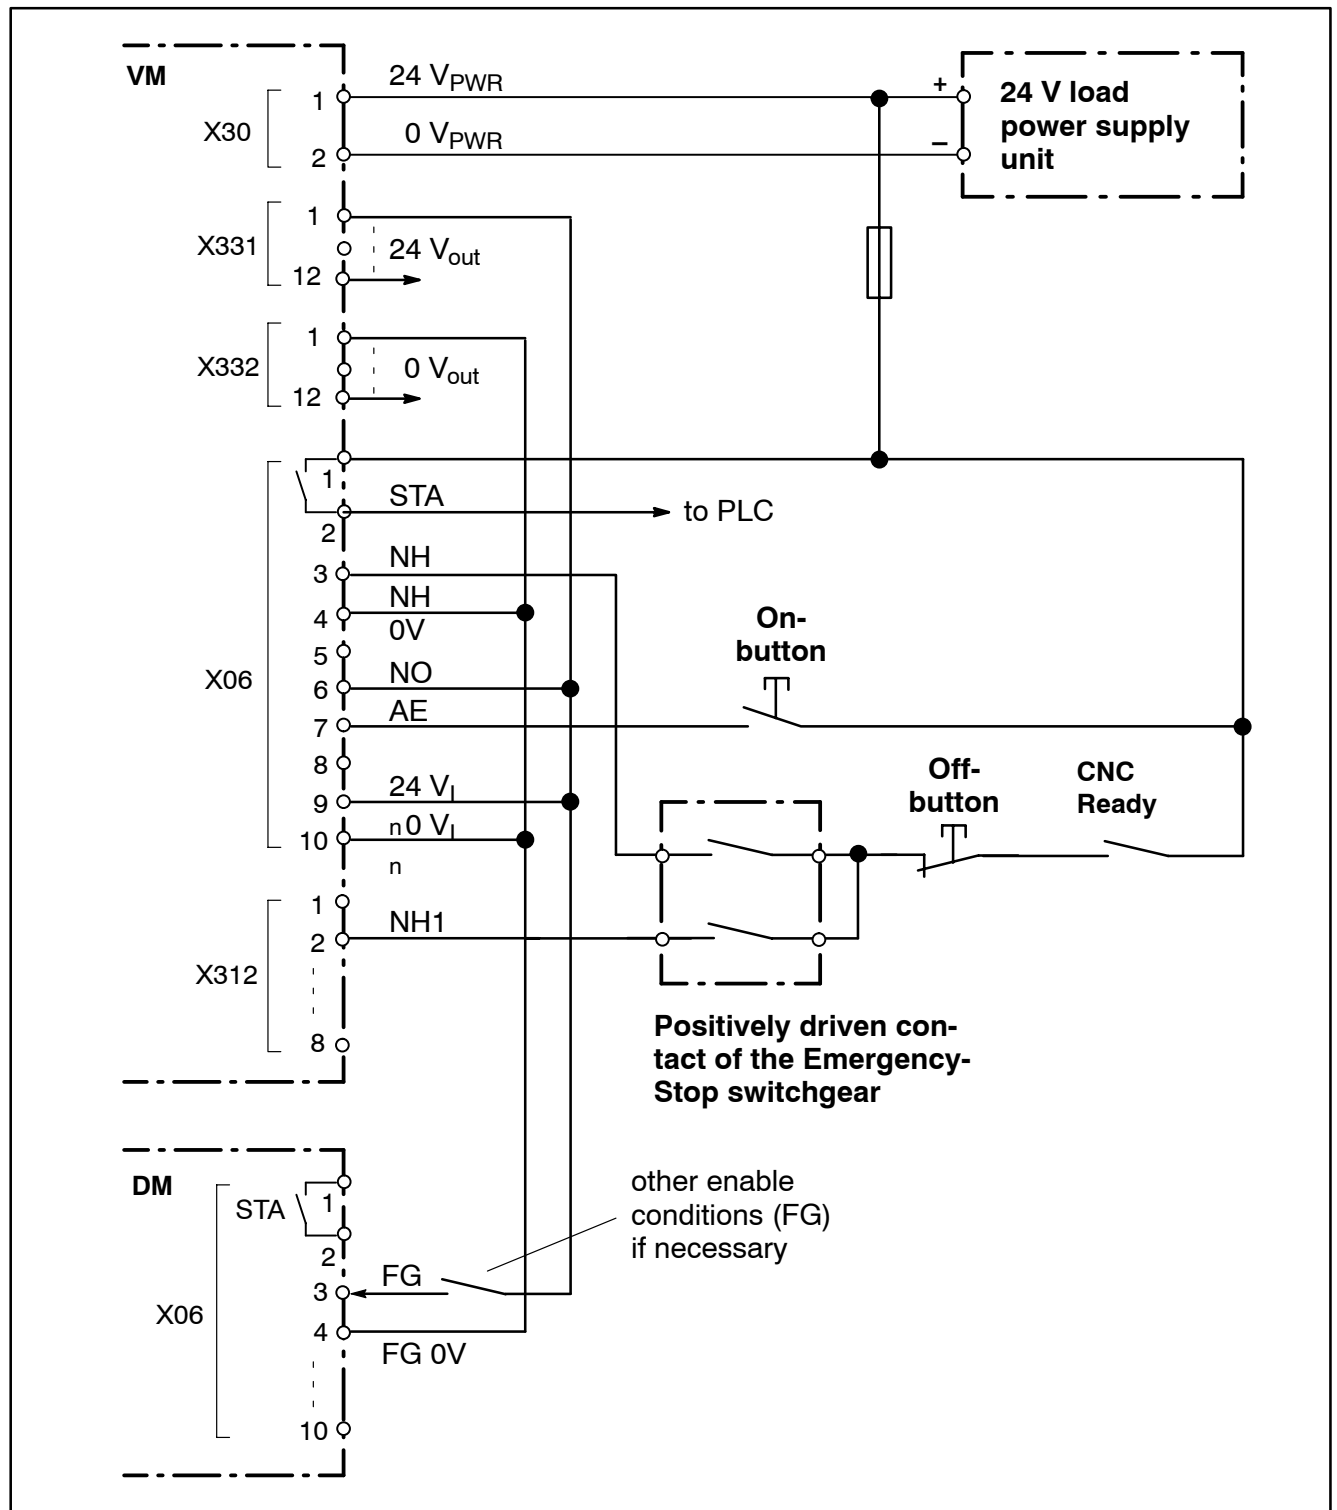 VM
24 VPWR
1
X30
0 VPWR
2
+
–
24 V load
power supply
unit
1
X331
24 Vout
12
1
X332
0 Vout
12
1
STA
to PLC
2
NH
3
NH
4
0V
5
X06
NO
6
AE
7
8
24 VI
n
9
0 VI
n
10
On-
button
Off-
button
CNC
Ready
1
NH1
2
X312
8
Positively driven con-
tact of the Emergency-
Stop switchgear
DM
STA
1
2
FG
3
X06
4
FG 0V
10
other enable
conditions (FG)
if necessary